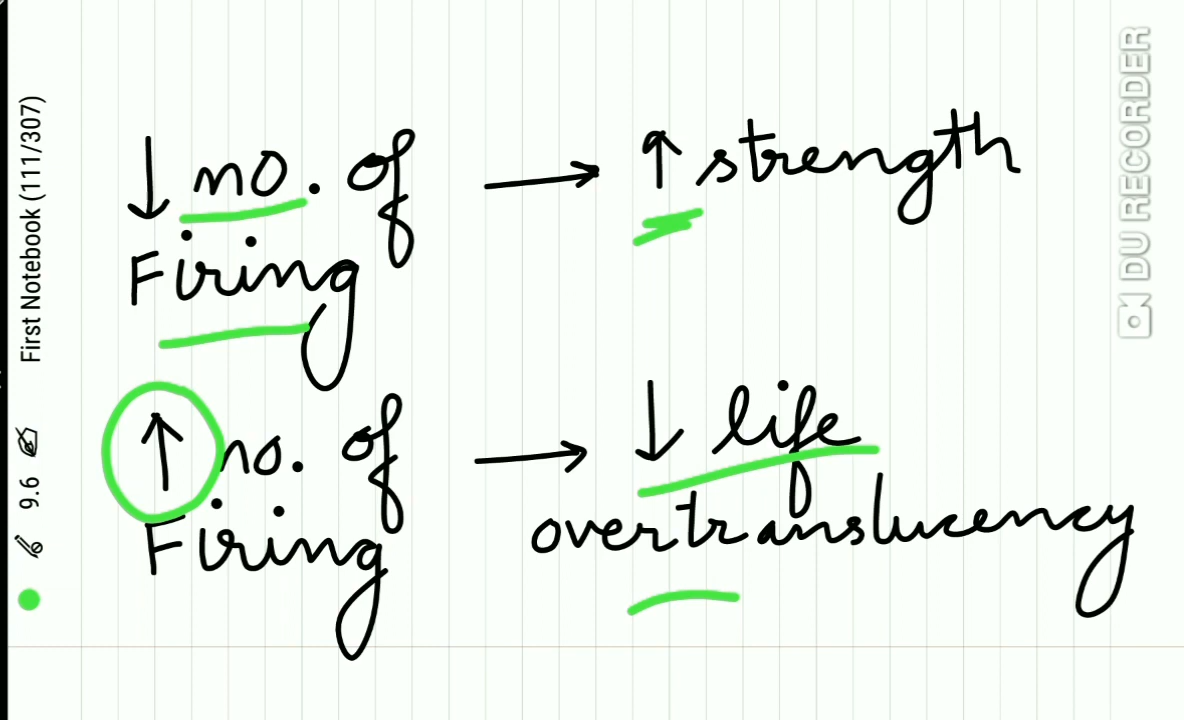 ↓ no. of → ↑ strength
Firing
↑ no. of → ↓ life
Firing overtranslucency
First Notebook (111/307)
9.6
DU RECORDER